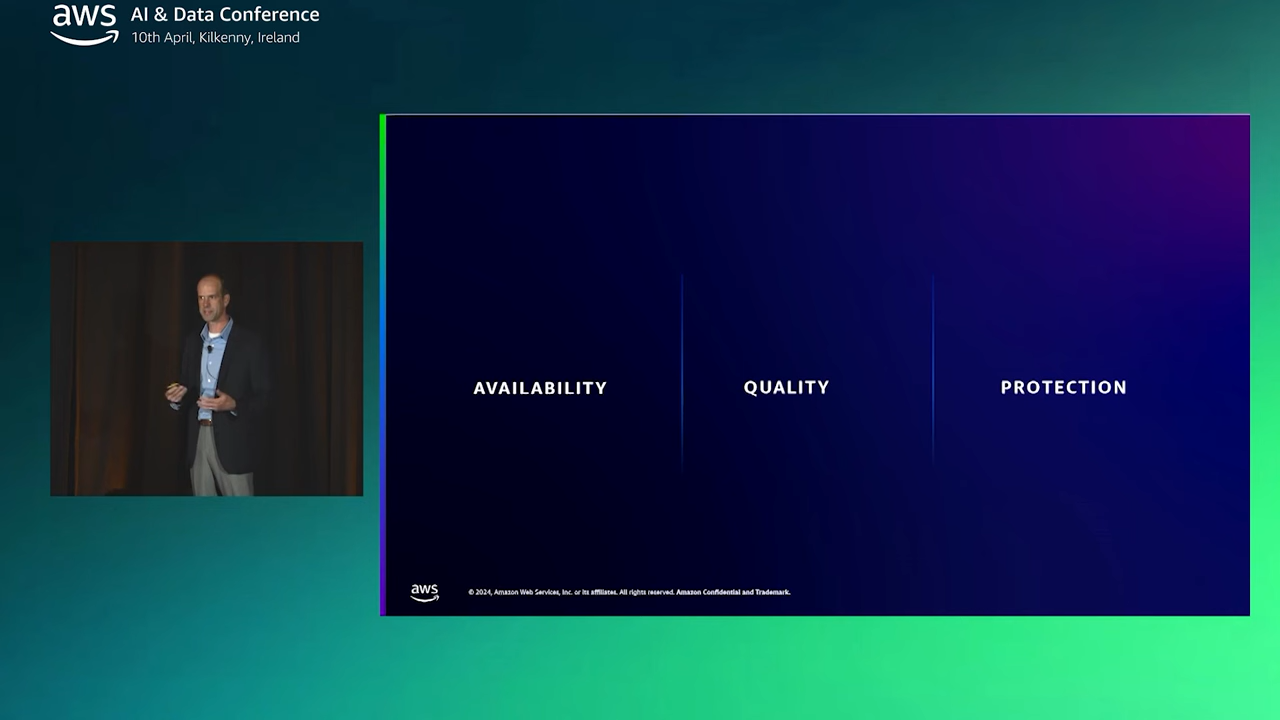 aws
AI & Data Conference
10th April, Kilkenny, Ireland
AVAILABILITY
QUALITY
PROTECTION
aws
© 2024, Amazon Web Services, Inc. or its affiliates. All rights reserved. Amazon Confidential and Trademark.